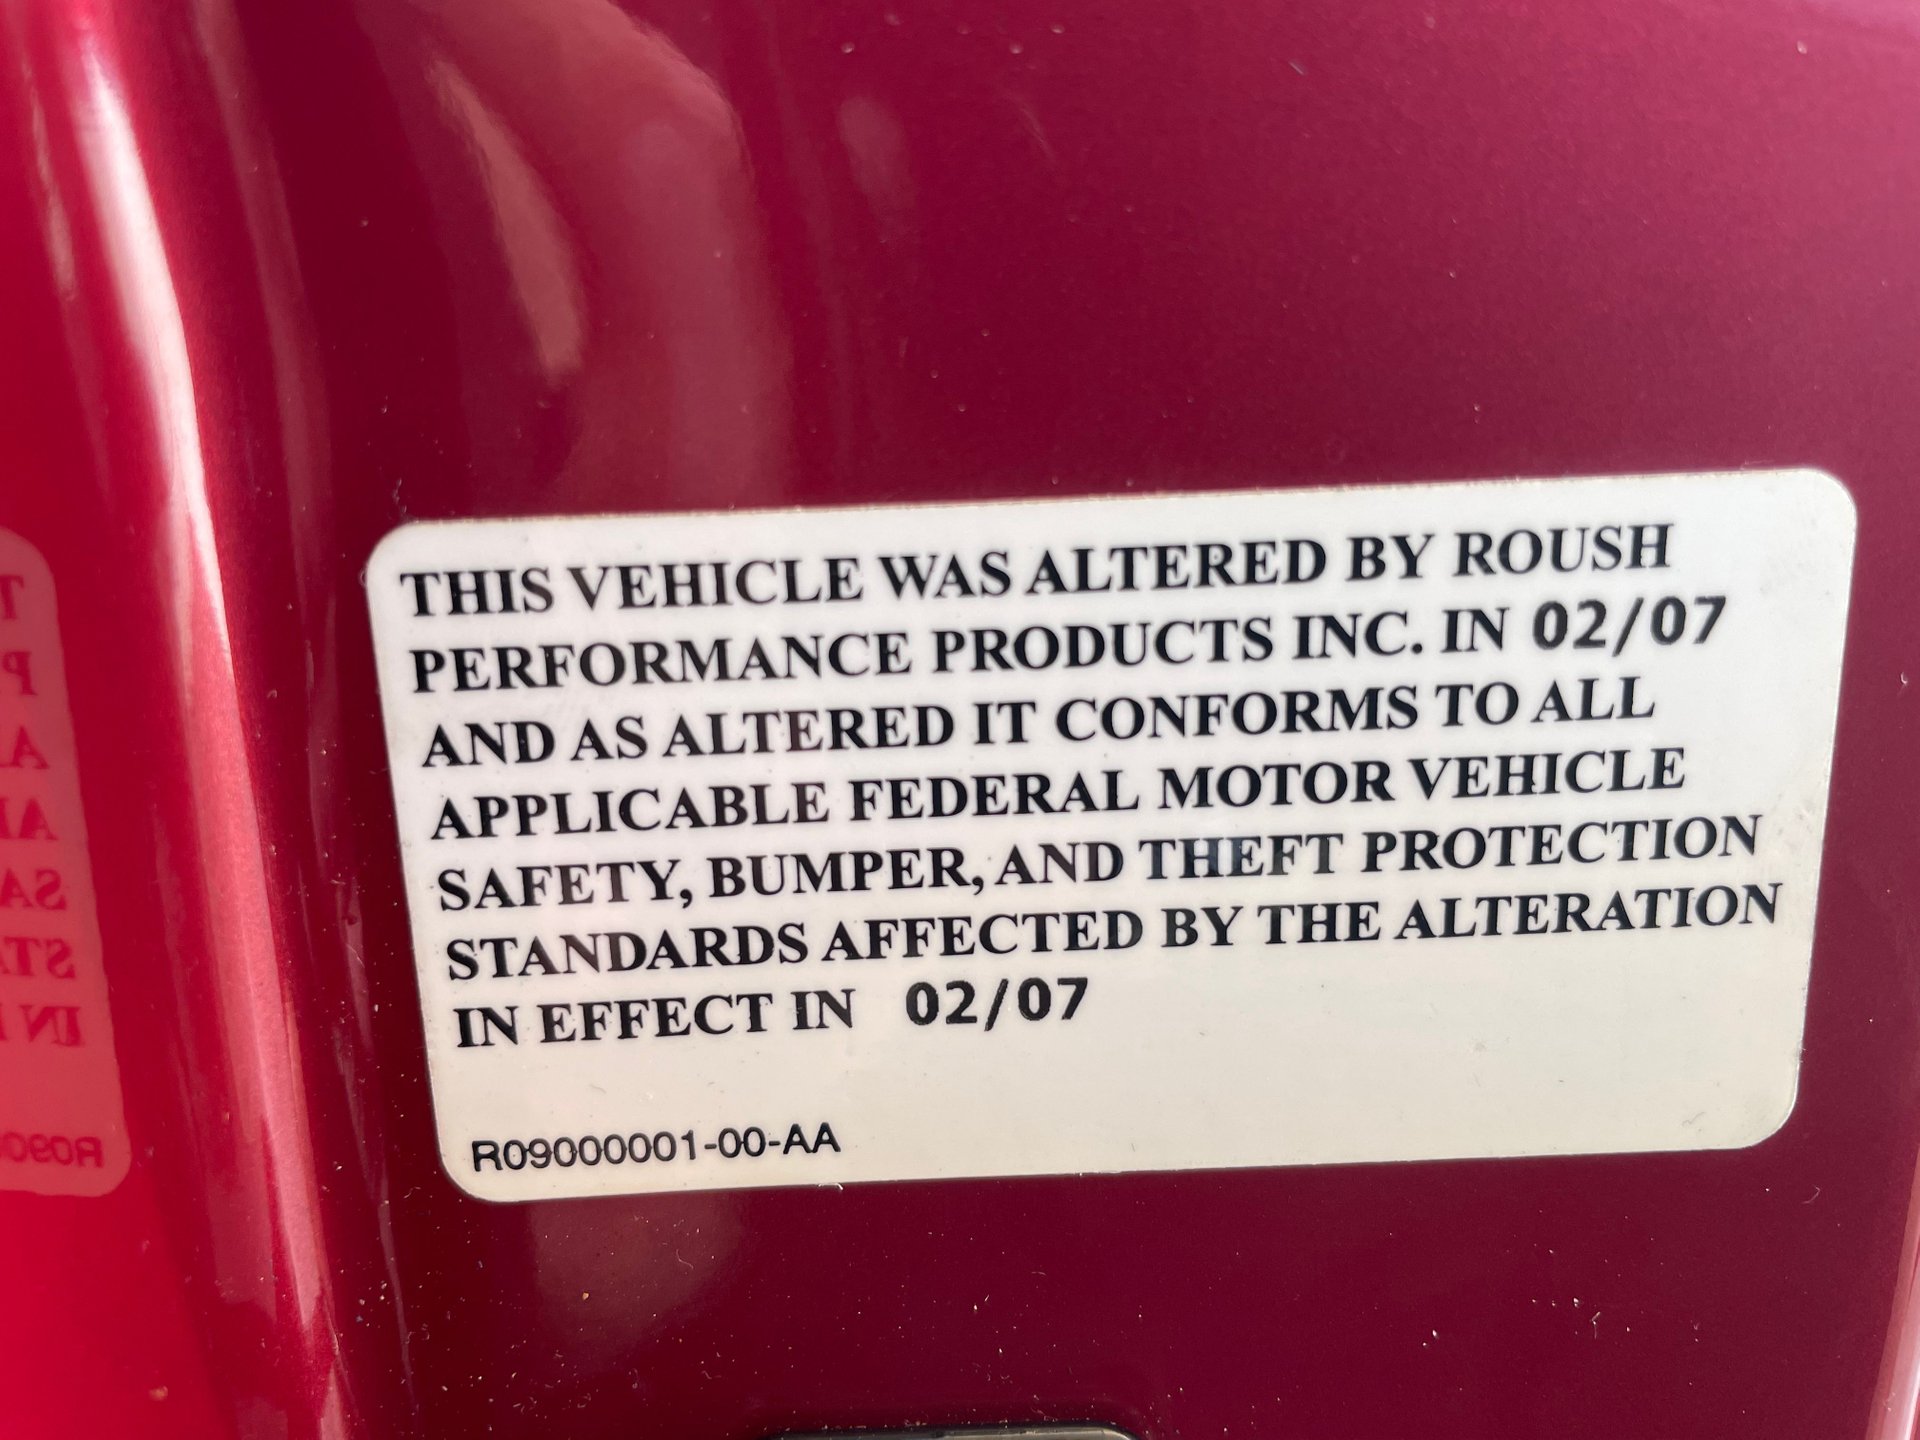 THIS VEHICLE WAS ALTERED BY ROUSH
PERFORMANCE PRODUCTS INC. IN 02/07
AND AS ALTERED IT CONFORMS TO ALL
APPLICABLE FEDERAL MOTOR VEHICLE
SAFETY, BUMPER, AND THEFT PROTECTION
STANDARDS AFFECTED BY THE ALTERATION
IN EFFECT IN 02/07
R09000001-00-AA